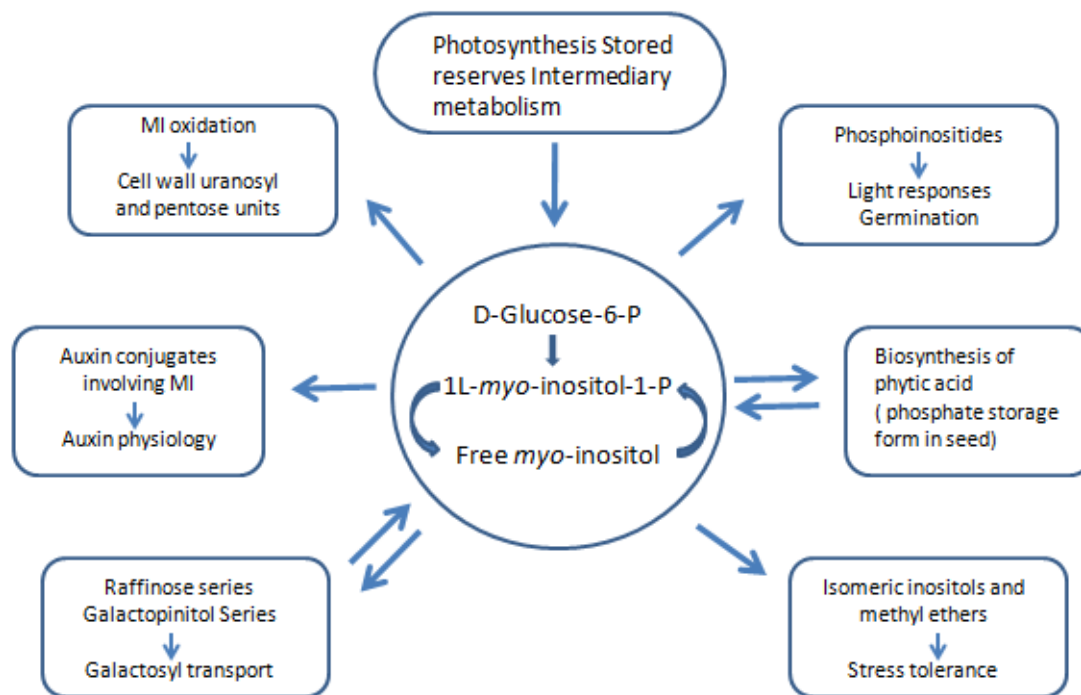 Photosynthesis Stored
reserves Intermediary
metabolism
MI oxidation
Cell wall uranosyl
and pentose units
Phosphoinositides
Light responses
Germination
D-Glucose-6-P
1L-myo-inositol-1-P
Free myo-inositol
Auxin conjugates
involving MI
Auxin physiology
Biosynthesis of
phytic acid
( phosphate storage
form in seed)
Raffinose series
Galactopinitol Series
Galactosyl transport
Isomeric inositols and
methyl ethers
Stress tolerance